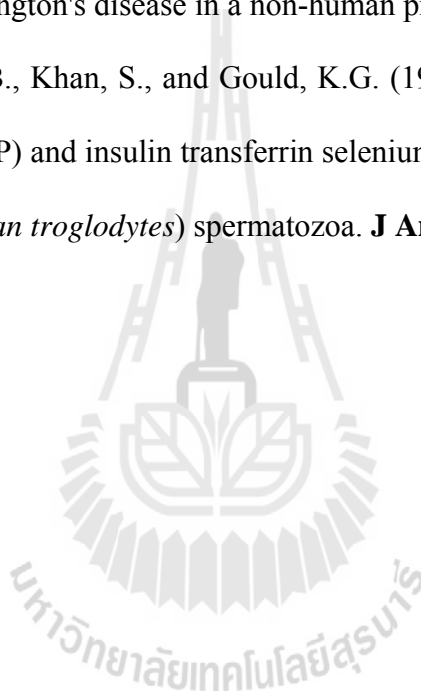 ngton's disease in a non-human pr
3., Khan, S., and Gould, K.G. (19
P) and insulin transferrin selenium
an troglodytes) spermatozoa. J A
มหาวิทยาลัยเทคโนโลยีสุรนารี